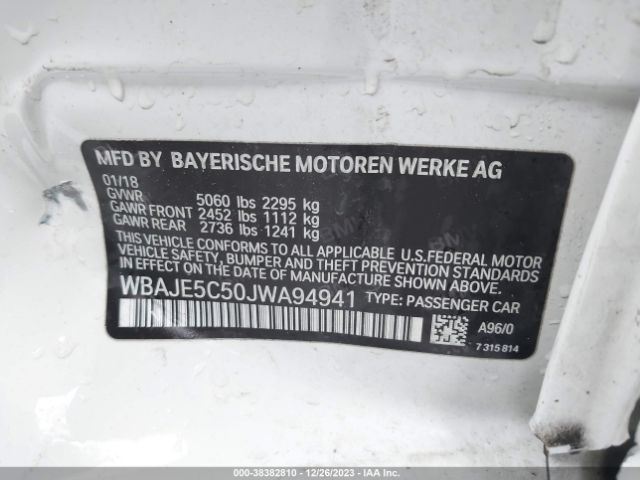 MFD BY BAYERISCHE MOTOREN WERKE AG
01/18
GVWR 5060 lbs 2295 kg
GAWR FRONT 2452 lbs 1112 kg
GAWR REAR 2736 lbs 1241 kg
THIS VEHICLE CONFORMS TO ALL APPLICABLE U.S.FEDERAL MOTOR
VEHICLE SAFETY, BUMPER AND THEFT PREVENTION STANDARDS
IN EFFECT ON THE DATE OF MANUFACTURE SHOWN ABOVE.
WBAJE5C50JWA94941 TYPE: PASSENGER CAR
A96/0
7 315 814
000-38382810 - 12/26/2023 - IAA Inc.